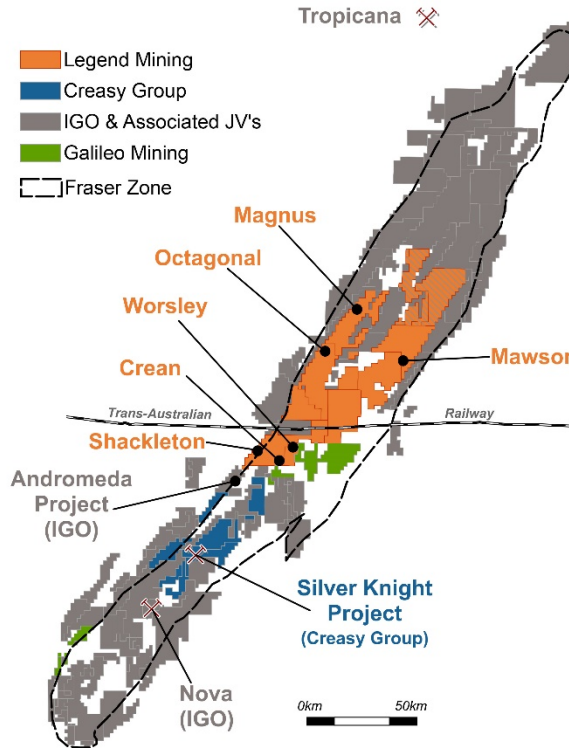 Tropicana
Legend Mining
Creasy Group
IGO & Associated JV's
Galileo Mining
Fraser Zone
Magnus
Octagonal
Worsley
Crean
Mawson
Trans-Australian
Railway
Shackleton
Andromeda
Project
(IGO)
Silver Knight
Project
(Creasy Group)
Nova
(IGO)
0km
50km